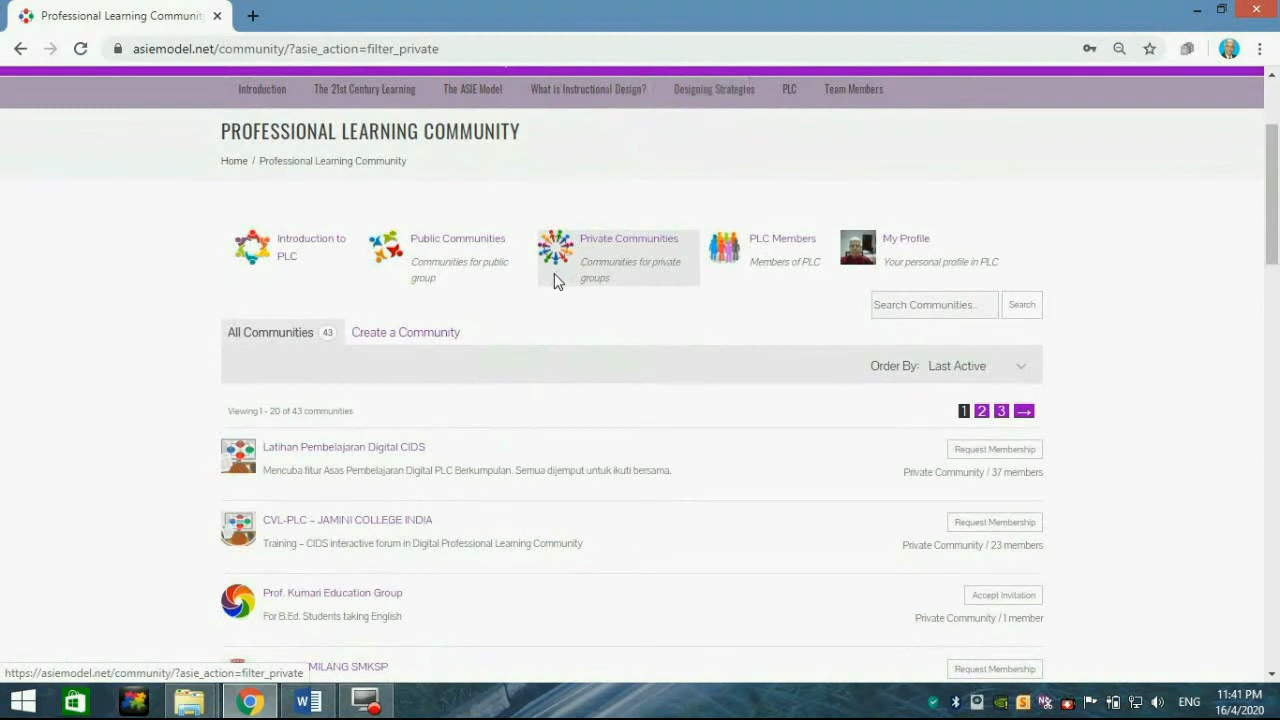 Professional Learning Communit
asiemodel.net/community/?asie_action=filter_private
Introduction
The 21st Century Learning
The ASIE Model
What is Instructional Design?
Designing Strategies
PLC
Team Members
PROFESSIONAL LEARNING COMMUNITY
Home / Professional Learning Community
Introduction to
PLC
Public Communities
Communities for public
group
Private Communities
Communities for private
groups
PLC Members
Members of PLC
My Profile
Your personal profile in PLC
Search Communities..
Search
All Communities 43
Create a Community
Order By: Last Active
Viewing 1 - 20 of 43 communities
1 2 3 →
Latihan Pembelajaran Digital CIDS
Request Membership
Mencuba fitur Asas Pembelajaran Digital PLC Berkumpulan. Semua dijemput untuk ikuti bersama.
Private Community / 37 members
CVL-PLC – JAMINI COLLEGE INDIA
Request Membership
Training – CIDS interactive forum in Digital Professional Learning Community
Private Community / 23 members
Prof. Kumari Education Group
Accept Invitation
For B.Ed. Students taking English
Private Community / 1 member
MILANG SMKSP
Request Membership
https://asiemodel.net/community/?asie_action=filter_private
ENG
11:41 PM
16/4/2020